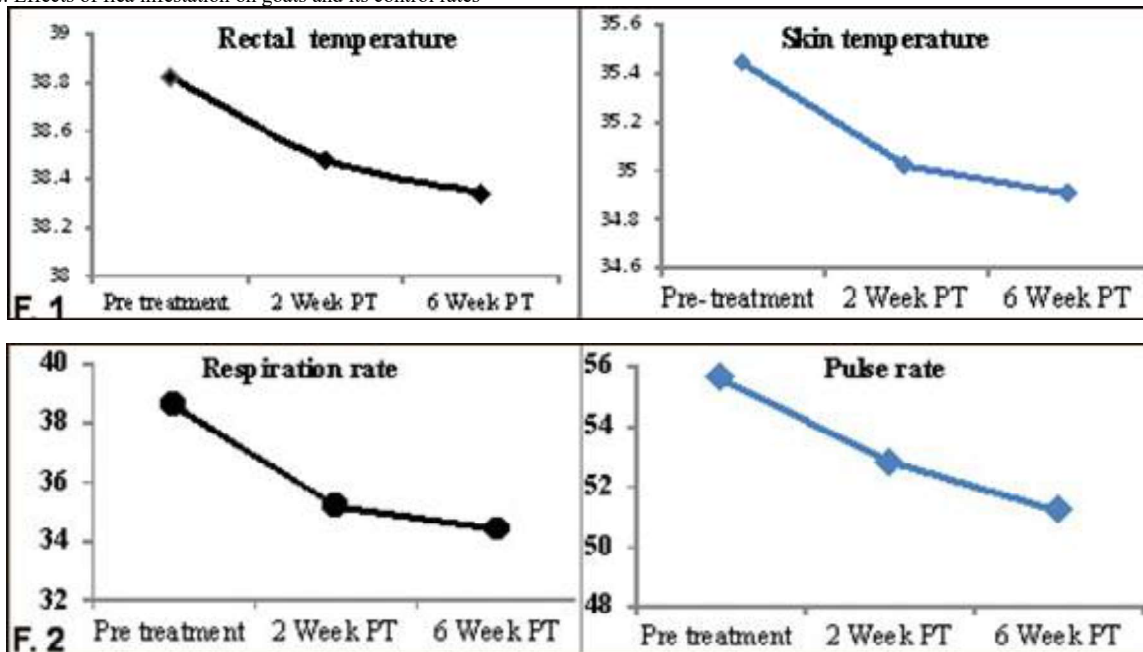 Effects of flea infestation on goats and its control rates
Rectal temperature
39
38.8
38.6
38.4
38.2
38
Pre treatment 2 Week PT 6 Week PT
F. 1
Skin temperature
35.6
35.4
35.2
35
34.8
34.6
Pre-treatment 2 Week PT 6 Week PT
Respiration rate
40
38
36
34
32
Pre treatment 2 Week PT 6 Week PT
F. 2
Pulse rate
56
54
52
50
48
Pre treatment 2 Week PT 6 Week PT